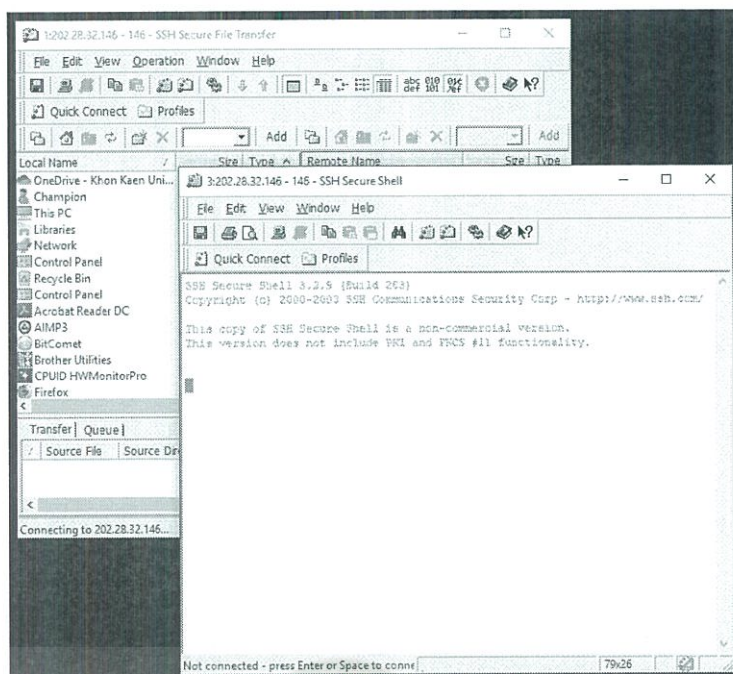 1:202.28.32.146 - 146 - SSH Secure File Transfer
File Edit View Operation Window Help
abc def 010 101
Quick Connect Profiles
Add Add
Local Name / Size Type Remote Name Size Type
OneDrive - Khon Kaen Uni...
Champion
This PC
Libraries
Network
Control Panel
Recycle Bin
Control Panel
Acrobat Reader DC
AIMP3
BitComet
Brother Utilities
CPUID HWMonitorPro
Firefox
Transfer Queue
/ Source File Source Dir
Connecting to 202.28.32.146...
3:202.28.32.146 - 146 - SSH Secure Shell
File Edit View Window Help
Quick Connect Profiles
SSH Secure Shell 3.2.9 (Build 283)
Copyright (c) 2000-2003 SSH Communications Security Corp - http://www.ssh.com/
This copy of SSH Secure Shell is a non-commercial version.
This version does not include PKI and PKCS #11 functionality.
Not connected - press Enter or Space to conne
79x26